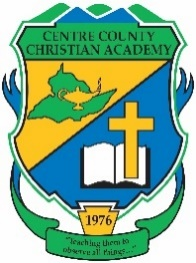 CENTRE COUNTY
CHRISTIAN ACADEMY
1976
"Teaching them to
observe all things..."